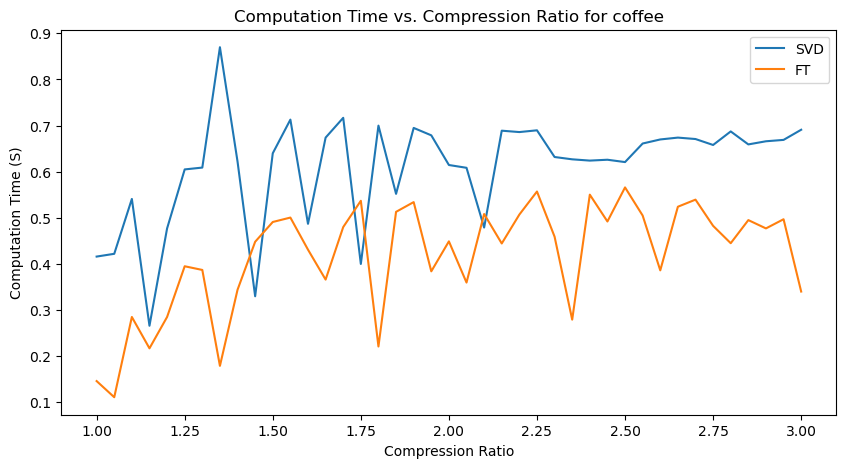 Computation Time vs. Compression Ratio for coffee
SVD
FT
Computation Time (S)
0.9
0.8
0.7
0.6
0.5
0.4
0.3
0.2
0.1
1.00 1.25 1.50 1.75 2.00 2.25 2.50 2.75 3.00
Compression Ratio